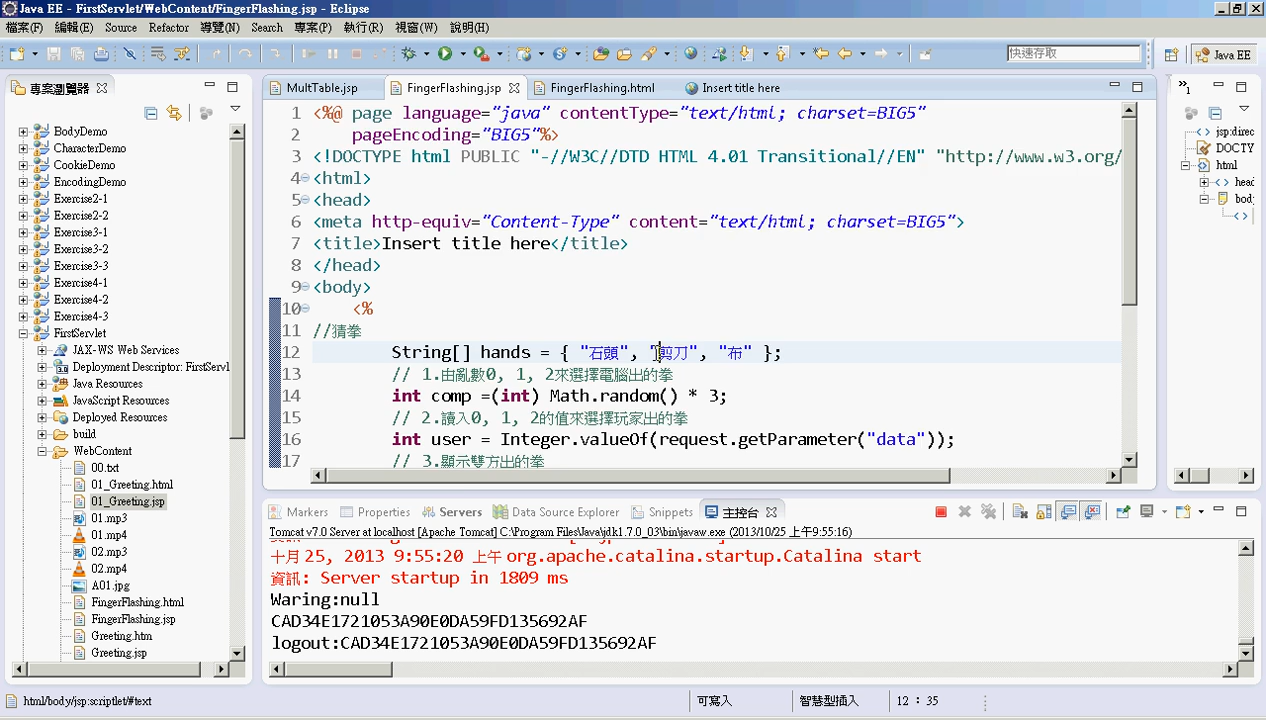 Java EE - FirstServlet/WebContent/FingerFlashing.jsp - Eclipse
檔案(F) 編輯(E) Source Refactor 導覽(N) Search 專案(P) 執行(R) 視窗(W) 說明(H)
快速存取 Java EE
專案瀏覽器
BodyDemo
CharacterDemo
CookieDemo
EncodingDemo
Exercise2-1
Exercise2-2
Exercise3-1
Exercise3-2
Exercise3-3
Exercise4-1
Exercise4-2
Exercise4-3
FirstServlet
JAX-WS Web Services
Deployment Descriptor: FirstServl
Java Resources
JavaScript Resources
Deployed Resources
build
WebContent
00.txt
01_Greeting.html
01_Greeting.jsp
01.mp3
01.mp4
02.mp3
02.mp4
A01.jpg
FingerFlashing.html
FingerFlashing.jsp
Greeting.htm
Greeting.jsp
MultTable.jsp FingerFlashing.jsp FingerFlashing.html Insert title here
1 <%@ page language="java" contentType="text/html; charset=BIG5"
2 pageEncoding="BIG5"%>
3 <!DOCTYPE html PUBLIC "-//W3C//DTD HTML 4.01 Transitional//EN" "http://www.w3.org/
4 <html>
5 <head>
6 <meta http-equiv="Content-Type" content="text/html; charset=BIG5">
7 <title>Insert title here</title>
8 </head>
9 <body>
10 <%
11 //猜拳
12 String[] hands = { "石頭", "剪刀", "布" };
13 // 1.由亂數0, 1, 2來選擇電腦出的拳
14 int comp =(int) Math.random() * 3;
15 // 2.讀入0, 1, 2的值來選擇玩家出的拳
16 int user = Integer.valueOf(request.getParameter("data"));
17 // 3.顯示雙方出的拳
»1
jsp:direc
DOCTY
html
head
body
Markers Properties Servers Data Source Explorer Snippets 主控台
Tomcat v7.0 Server at localhost [Apache Tomcat] C:\Program Files\Java\jdk1.7.0_03\bin\javaw.exe (2013/10/25 上午9:55:16)
十月 25, 2013 9:55:20 上午 org.apache.catalina.startup.Catalina start
資訊: Server startup in 1809 ms
Waring:null
CAD34E1721053A90E0DA59FD135692AF
logout:CAD34E1721053A90E0DA59FD135692AF
html/body/jsp:scriptlet/#text 可寫入 智慧型插入 12 : 35